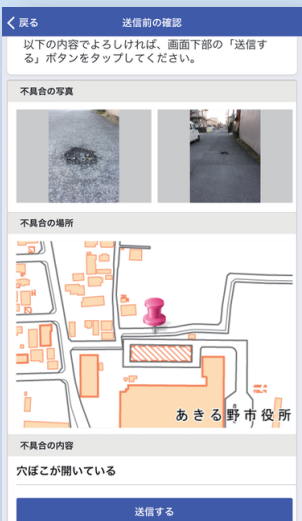 戻る
送信前の確認
以下の内容でよろしければ、画面下部の「送信す
る」ボタンをタップしてください。
不具合の写真
不具合の場所
あきる野市役所
不具合の内容
穴ぼこが開いている
送信する